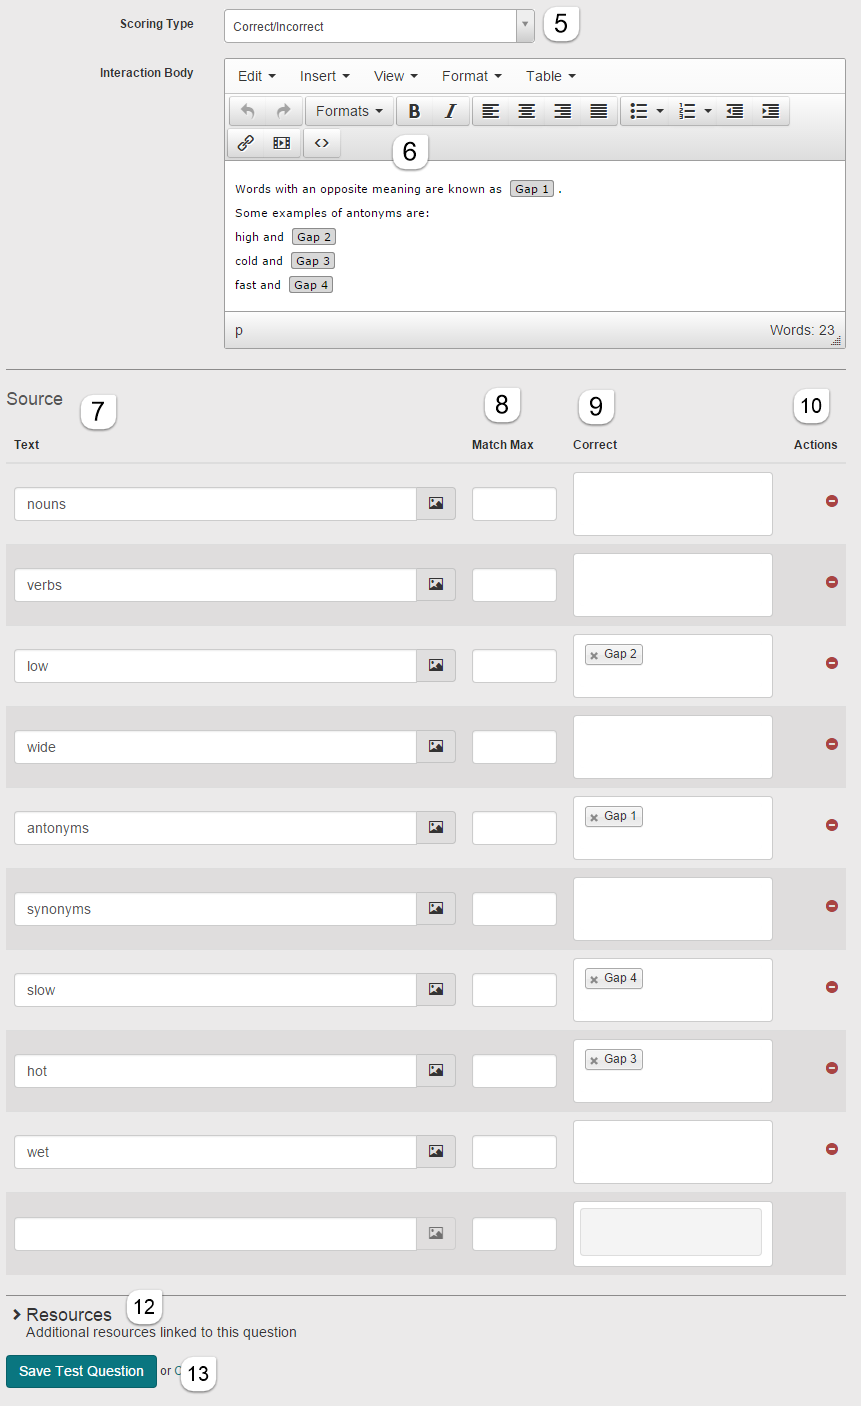 Scoring Type Correct/Incorrect 5
Interaction Body Edit Insert View Format Table
Formats B I
<> 6
Words with an opposite meaning are known as Gap 1 .
Some examples of antonyms are:
high and Gap 2
cold and Gap 3
fast and Gap 4
p Words: 23
Source 7 8 9 10
Text Match Max Correct Actions
nouns
verbs
low × Gap 2
wide
antonyms × Gap 1
synonyms
slow × Gap 4
hot × Gap 3
wet
Resources 12
Additional resources linked to this question
Save Test Question or 13